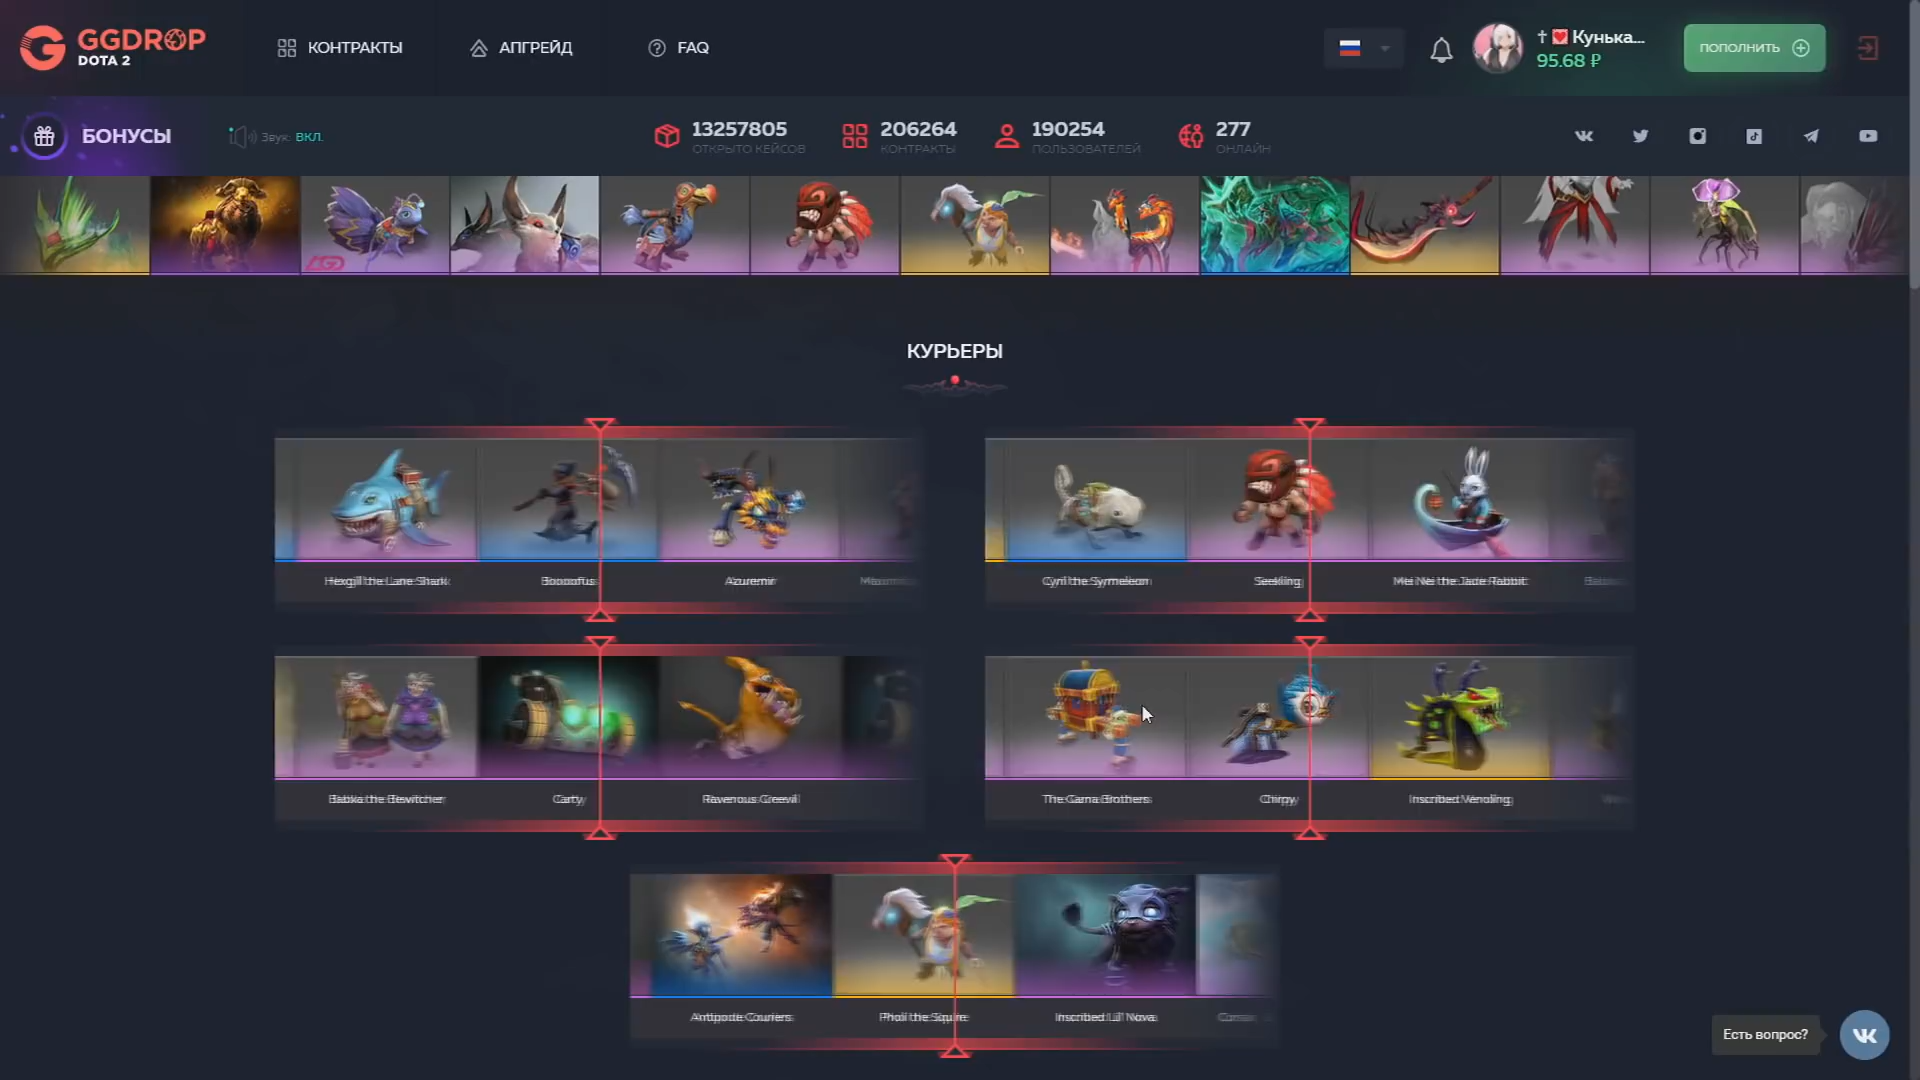 GGDROP
DOTA 2
КОНТРАКТЫ
АПГРЕЙД
FAQ
† Кунька...
95.68 ₽
ПОПОЛНИТЬ
БОНУСЫ
Звук: ВКЛ.
13257805
ОТКРЫТО КЕЙСОВ
206264
КОНТРАКТЫ
190254
ПОЛЬЗОВАТЕЛЕЙ
277
ОНЛАЙН
LGD
КУРЬЕРЫ
Hexgill the Lane Shark
Azuremir
Cyril the Syrmeleon
Seekling
Mei Nei the Jade Rabbit
Babka the Bewitcher
Carty
Ravenous Greevil
The Gama Brothers
Chirpy
Inscribed Venoling
Antipode Couriers
Pholi the Squire
Inscribed Lil' Nova
Есть вопрос?